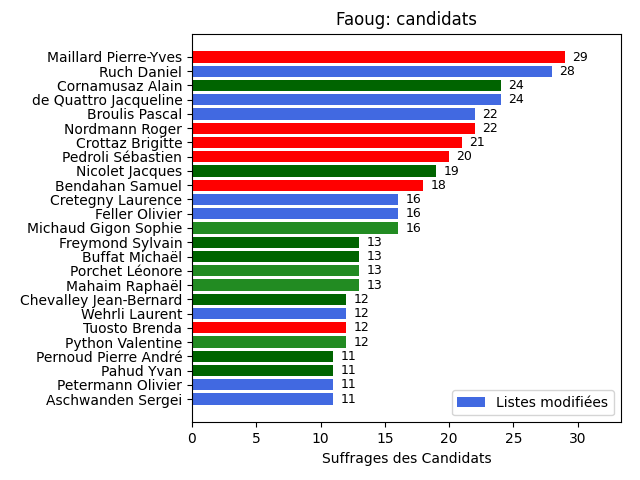 Faoug: candidats
Maillard Pierre-Yves 29
Ruch Daniel 28
Cornamusaz Alain 24
de Quattro Jacqueline 24
Broulis Pascal 22
Nordmann Roger 22
Crottaz Brigitte 21
Pedroli Sébastien 20
Nicolet Jacques 19
Bendahan Samuel 18
Cretegny Laurence 16
Feller Olivier 16
Michaud Gigon Sophie 16
Freymond Sylvain 13
Buffat Michaël 13
Porchet Léonore 13
Mahaim Raphaël 13
Chevalley Jean-Bernard 12
Wehrli Laurent 12
Tuosto Brenda 12
Python Valentine 12
Pernoud Pierre André 11
Pahud Yvan 11
Petermann Olivier 11
Aschwanden Sergei 11
Listes modifiées
0 5 10 15 20 25 30
Suffrages des Candidats